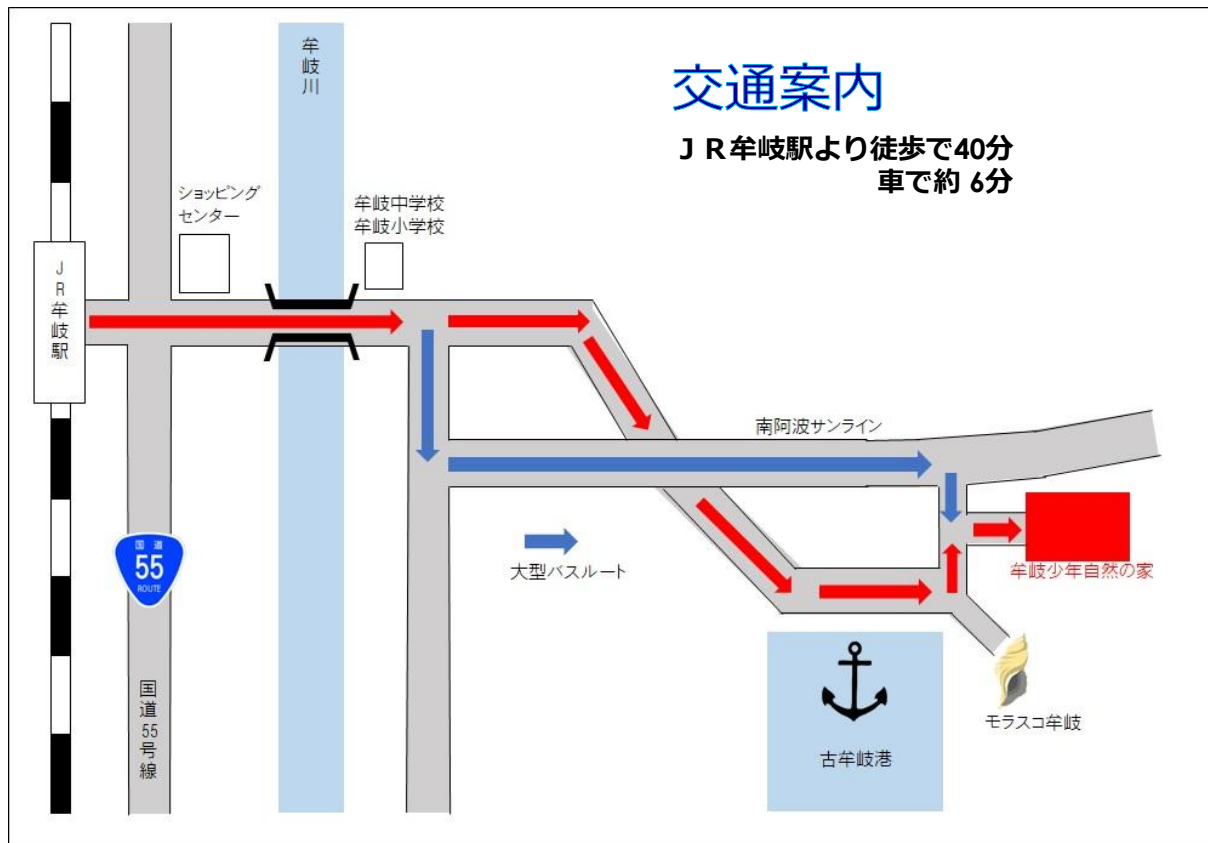 交通案内
ＪＲ牟岐駅より徒歩で40分
車で約 6分
牟岐川
ショッピング
センター
牟岐中学校
牟岐小学校
ＪＲ牟岐駅
南阿波サンライン
国道
55
ROUTE
大型バスルート
牟岐少年自然の家
国道55号線
モラスコ牟岐
古牟岐港